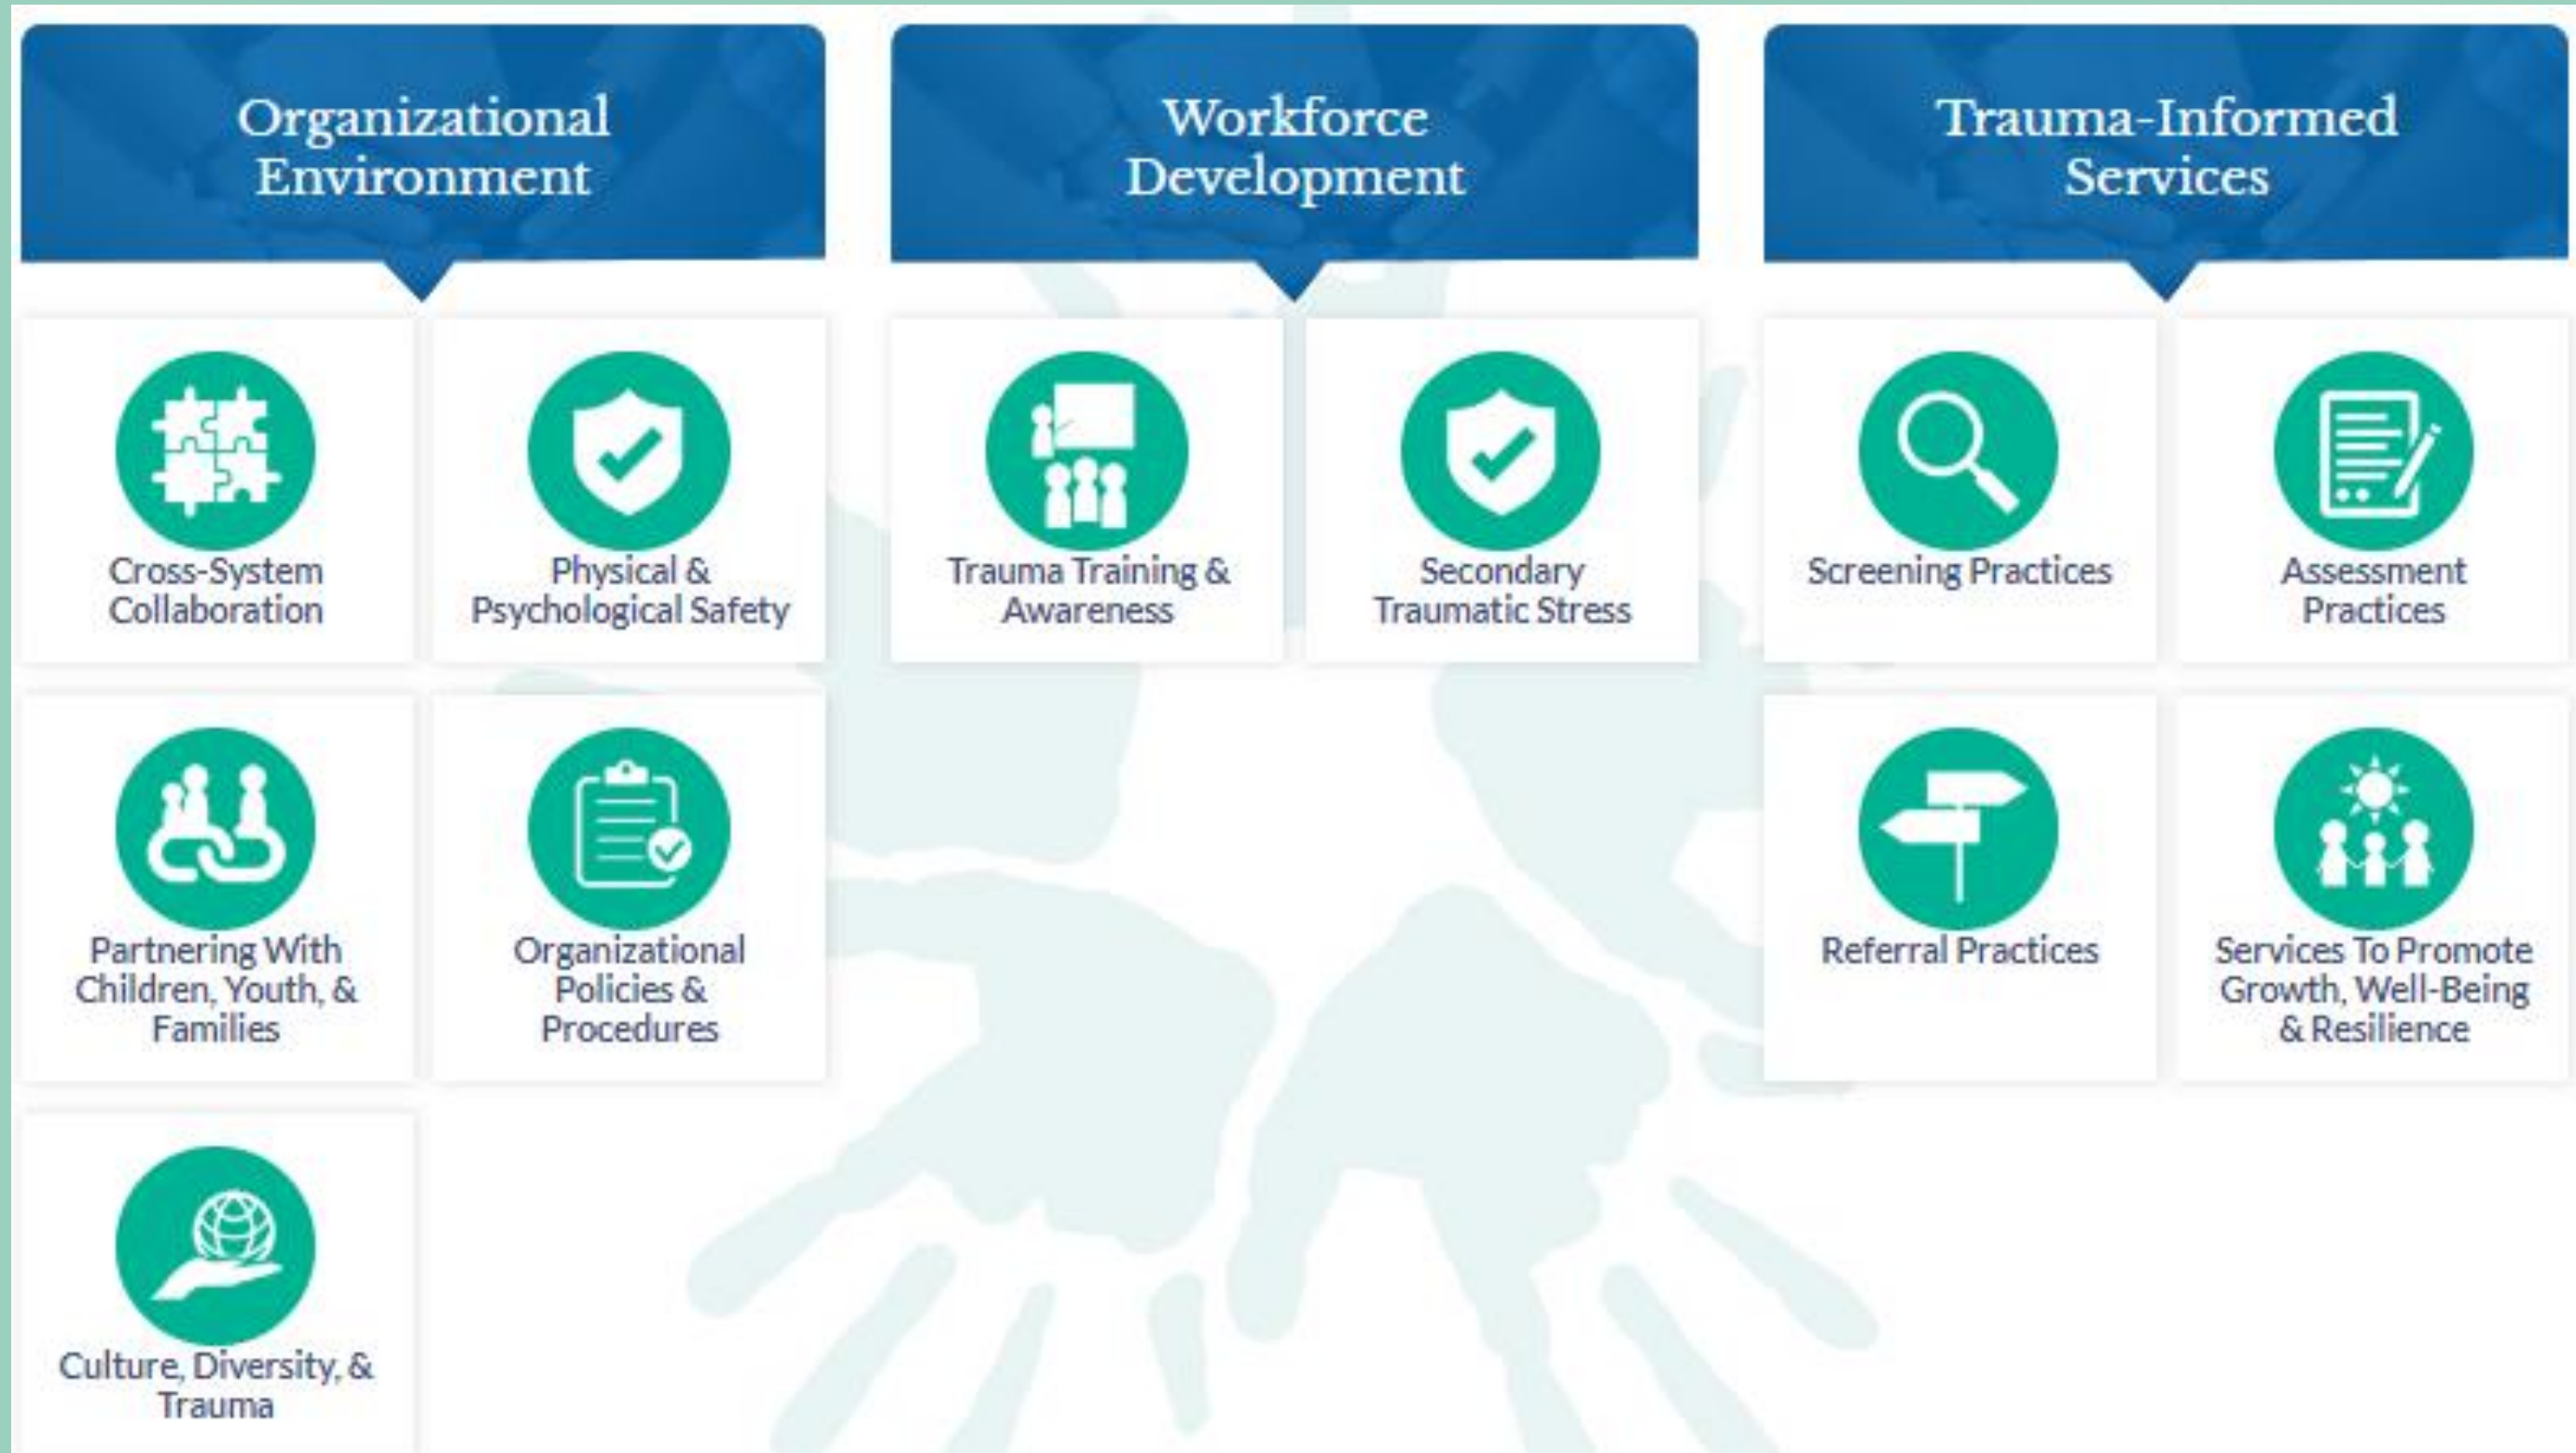 Organizational
Environment
Cross-System
Collaboration
Physical &
Psychological Safety
Partnering With
Children, Youth, &
Families
Organizational
Policies &
Procedures
Culture, Diversity, &
Trauma
Workforce
Development
Trauma Training &
Awareness
Secondary
Traumatic Stress
Trauma-Informed
Services
Screening Practices
Assessment
Practices
Referral Practices
Services To Promote
Growth, Well-Being
& Resilience